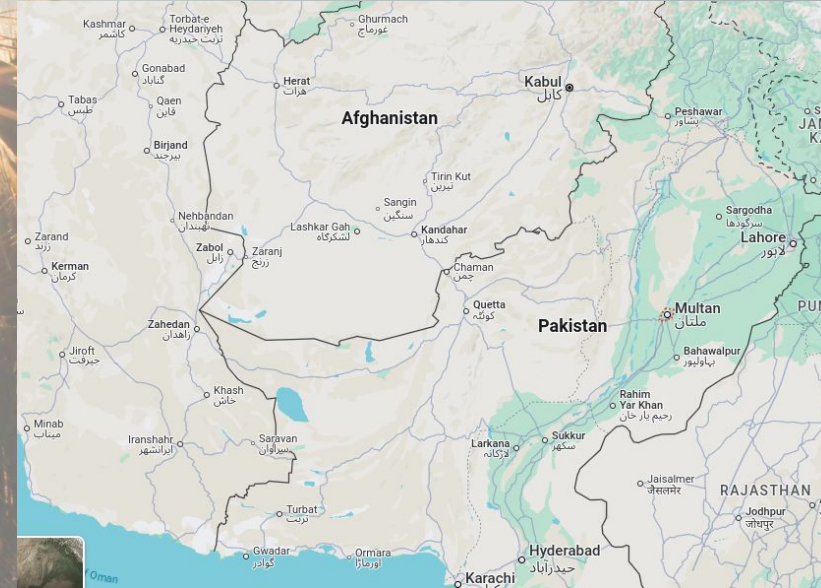 Kashmar
کاشمر
Torbat-e
Heydariyeh
تربت حیدریه
Ghurmach
غورماچ
Gonabad
گناباد
Herat
هرات
Kabul
کابل
Tabas
طبس
Qaen
قاین
Afghanistan
Peshawar
پشاور
Birjand
بیرجند
Tirin Kut
تیرین
Sangin
سنگین
Nehbandan
نهبندان
Lashkar Gah
لشکرگاه
Kandahar
کندهار
Sargodha
سرگودھا
Lahore
لاہور
Zarand
زرند
Zabol
زابل
Zaranj
زرنج
Kerman
کرمان
Chaman
چمن
Quetta
کوئٹہ
Multan
ملتان
Zahedan
زاهدان
Pakistan
Jiroft
جیرفت
Bahawalpur
بہاولپور
Khash
خاش
Rahim
Yar Khan
رحیم یار خان
Minab
میناب
Iranshahr
ایرانشهر
Saravan
سراوان
Larkana
لاڑکانہ
Sukkur
سکھر
Jaisalmer
जैसलमेर
RAJASTHAN
Turbat
تربت
Jodhpur
जोधपुर
Gwadar
گوادر
Ormara
اورماڑا
Hyderabad
حیدرآباد
Karachi
Oman